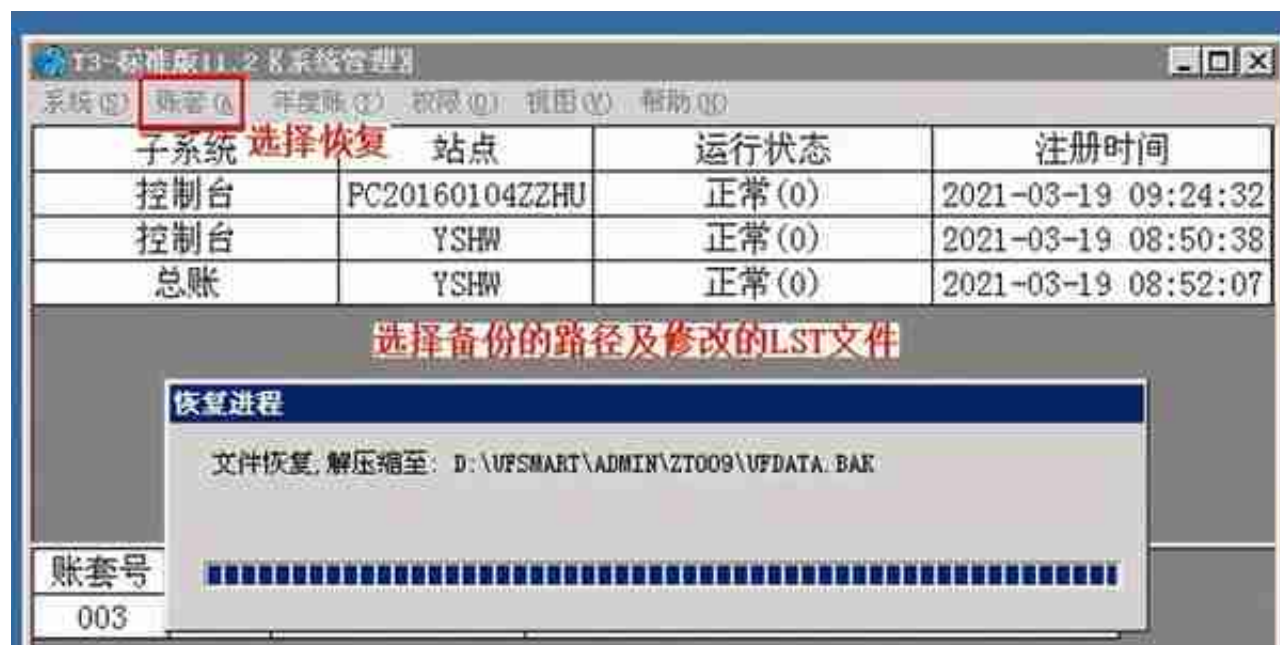 T3-标准版11.2〖系统管理〗
系统(S) 账套(A) 年度账(Y) 权限(Q) 视图(V) 帮助(H)
选择恢复
子系统 站点 运行状态 注册时间
控制台 PC20160104ZZHU 正常(0) 2021-03-19 09:24:32
控制台 YSHW 正常(0) 2021-03-19 08:50:38
总账 YSHW 正常(0) 2021-03-19 08:52:07
选择备份的路径及修改的LST文件
恢复进程
文件恢复,解压缩至: D:\UFSMART\ADMIN\ZT009\UFDATA.BAK
账套号
003